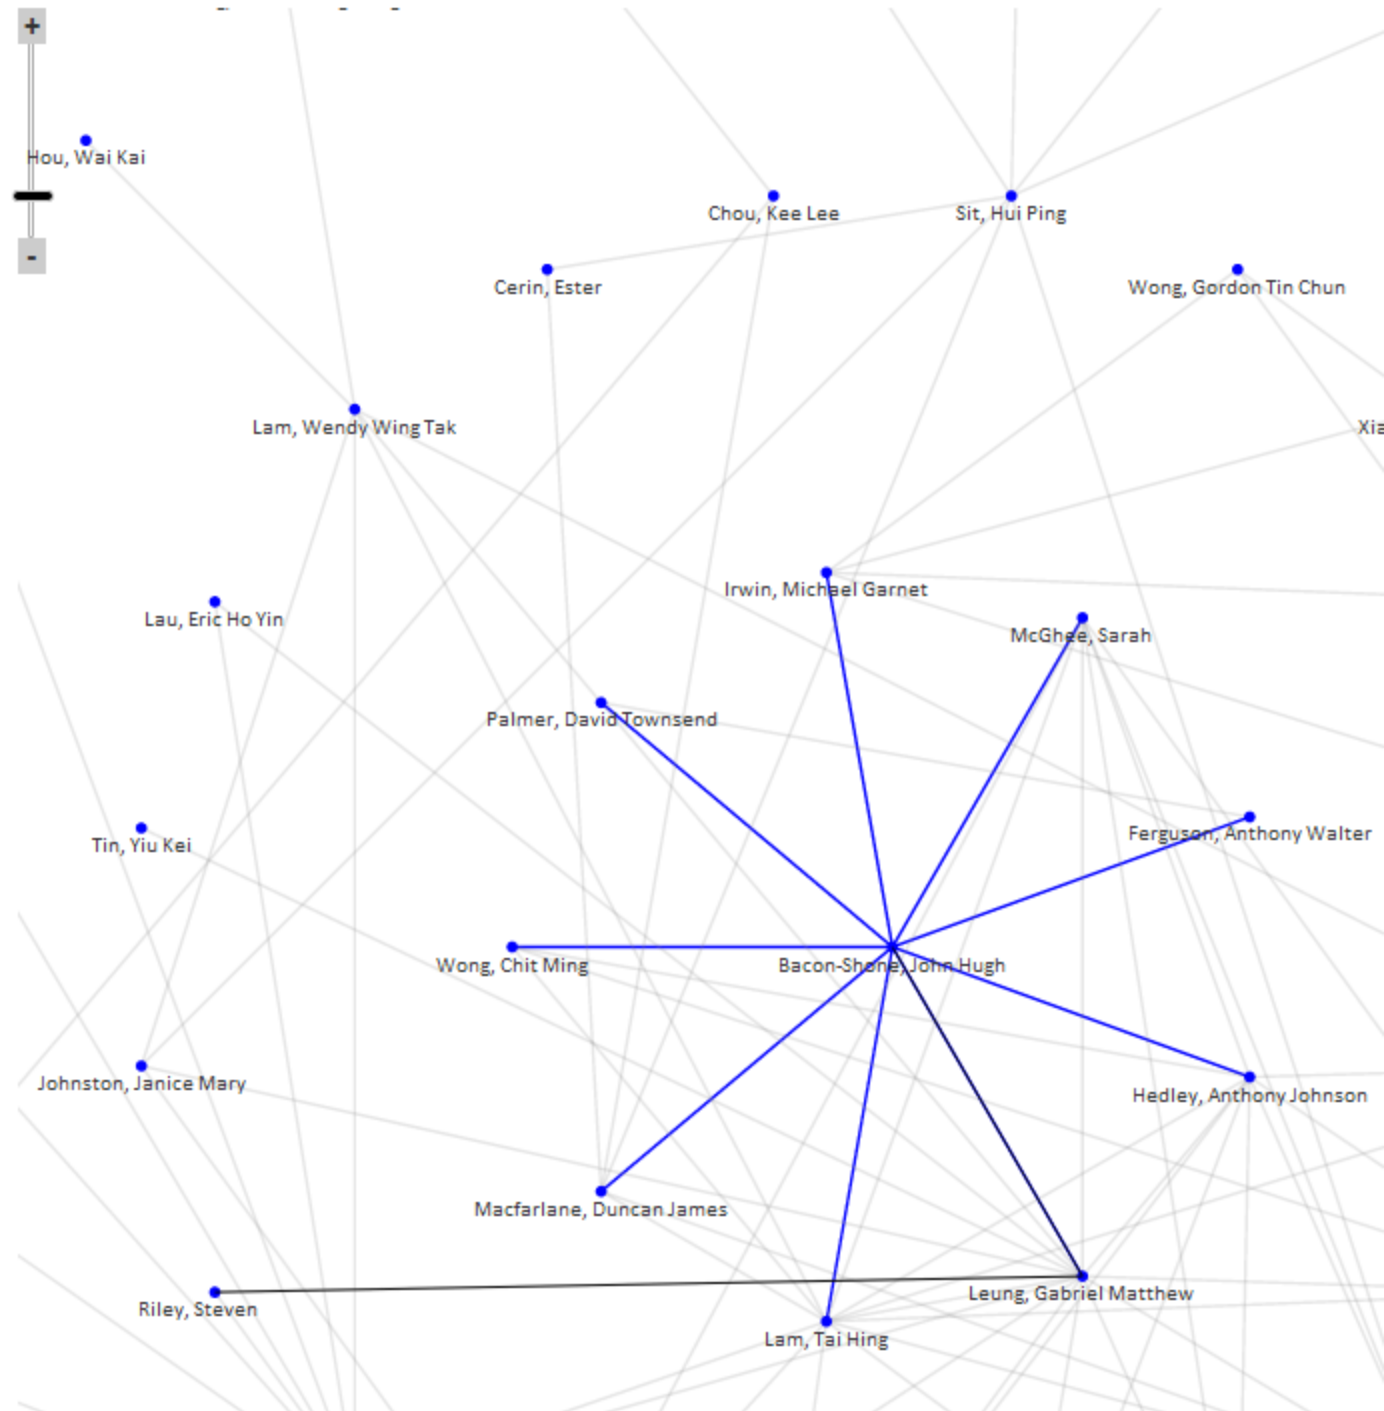 +
Hou, Wai Kai
-
Chou, Kee Lee
Sit, Hui Ping
Cerin, Ester
Wong, Gordon Tin Chun
Lam, Wendy Wing Tak
Xia
Irwin, Michael Garnet
Lau, Eric Ho Yin
McGhee, Sarah
Palmer, David Townsend
Ferguson, Anthony Walter
Tin, Yiu Kei
Wong, Chit Ming
Bacon-Shone, John Hugh
Johnston, Janice Mary
Hedley, Anthony Johnson
Macfarlane, Duncan James
Leung, Gabriel Matthew
Riley, Steven
Lam, Tai Hing